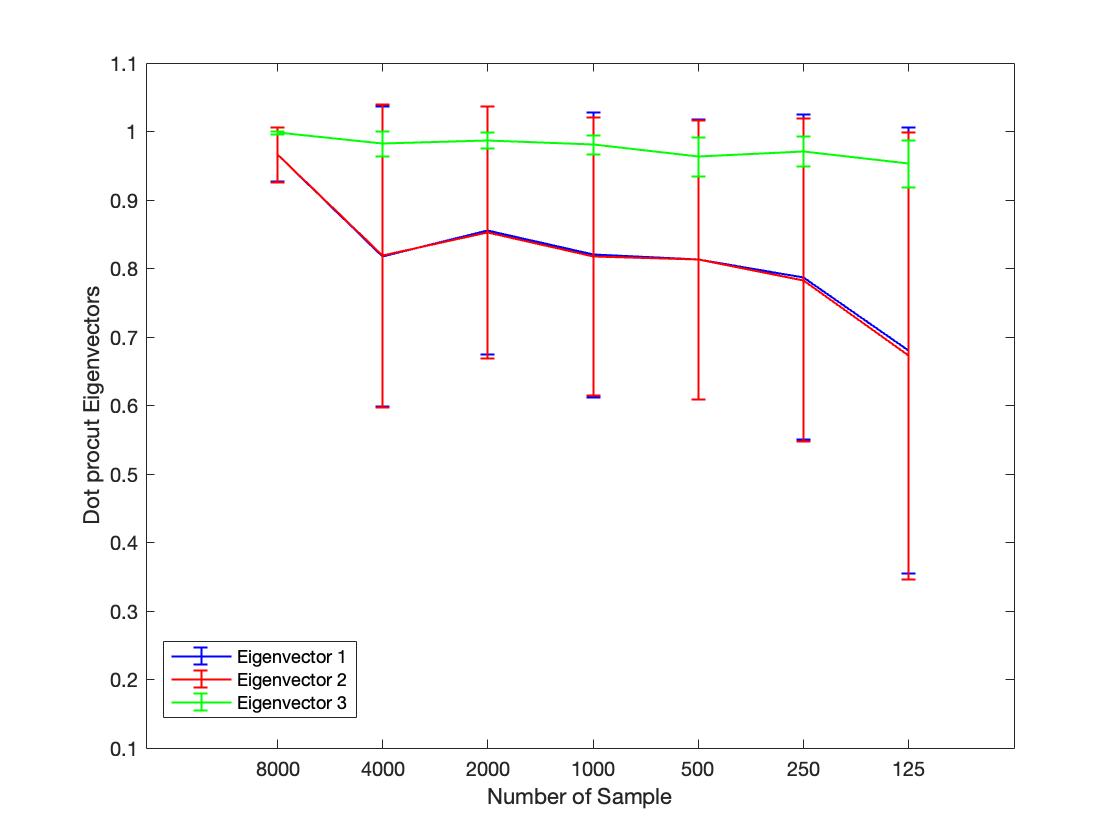 1.1
1
0.9
0.8
0.7
0.6
0.5
0.4
0.3
0.2
0.1
Dot procut Eigenvectors
Eigenvector 1
Eigenvector 2
Eigenvector 3
8000 4000 2000 1000 500 250 125
Number of Sample